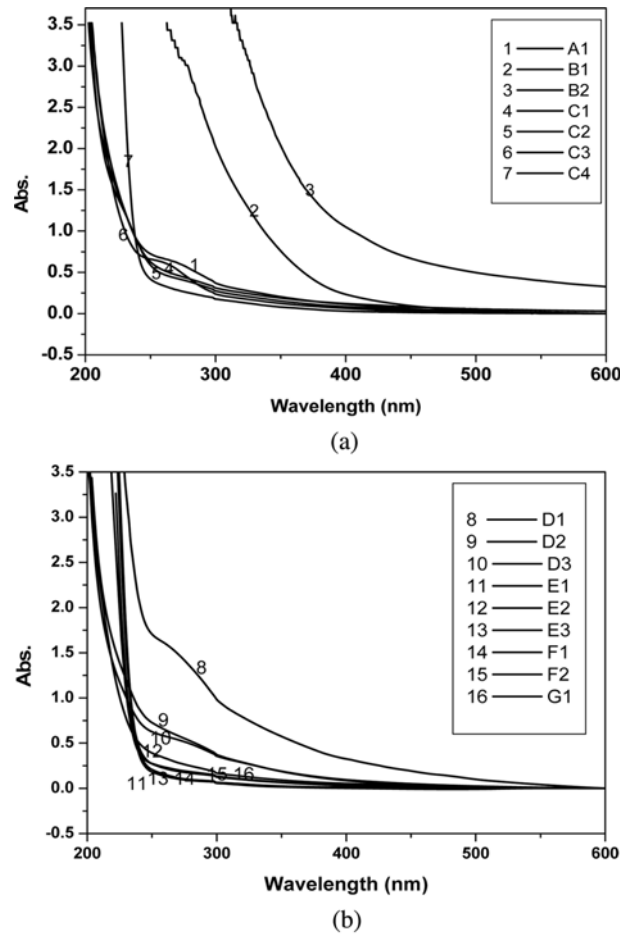 3.5
3.0
2.5
2.0
1.5
1.0
0.5
0.0
-0.5
Abs.
200
300
400
500
600
Wavelength (nm)
1 A1
2 B1
3 B2
4 C1
5 C2
6 C3
7 C4
7
6
5
4
1
2
3
(a)
3.5
3.0
2.5
2.0
1.5
1.0
0.5
0.0
-0.5
Abs.
200
300
400
500
600
Wavelength (nm)
8 D1
9 D2
10 D3
11 E1
12 E2
13 E3
14 F1
15 F2
16 G1
8
9
10
12
11
13
14
15
16
(b)